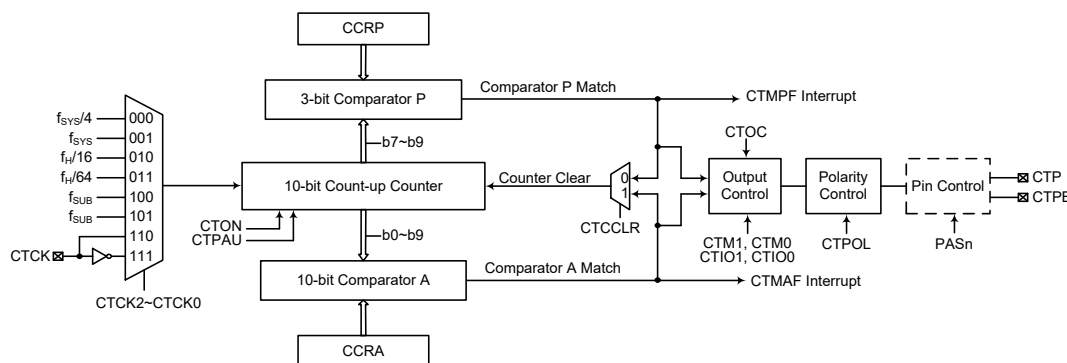 CCRP
3-bit Comparator P
Comparator P Match
CTMPF Interrupt
b7~b9
fSYS/4
fSYS
fH/16
fH/64
fSUB
fSUB
CTCK
000
001
010
011
100
101
110
111
CTCK2~CTCK0
10-bit Count-up Counter
CTON
CTPAU
Counter Clear
0
1
CTCCLR
CTOC
Output
Control
CTM1, CTM0
CTIO1, CTIO0
Polarity
Control
CTPOL
Pin Control
PASn
CTP
b0~b9
10-bit Comparator A
Comparator A Match
CTMAF Interrupt
CCRA